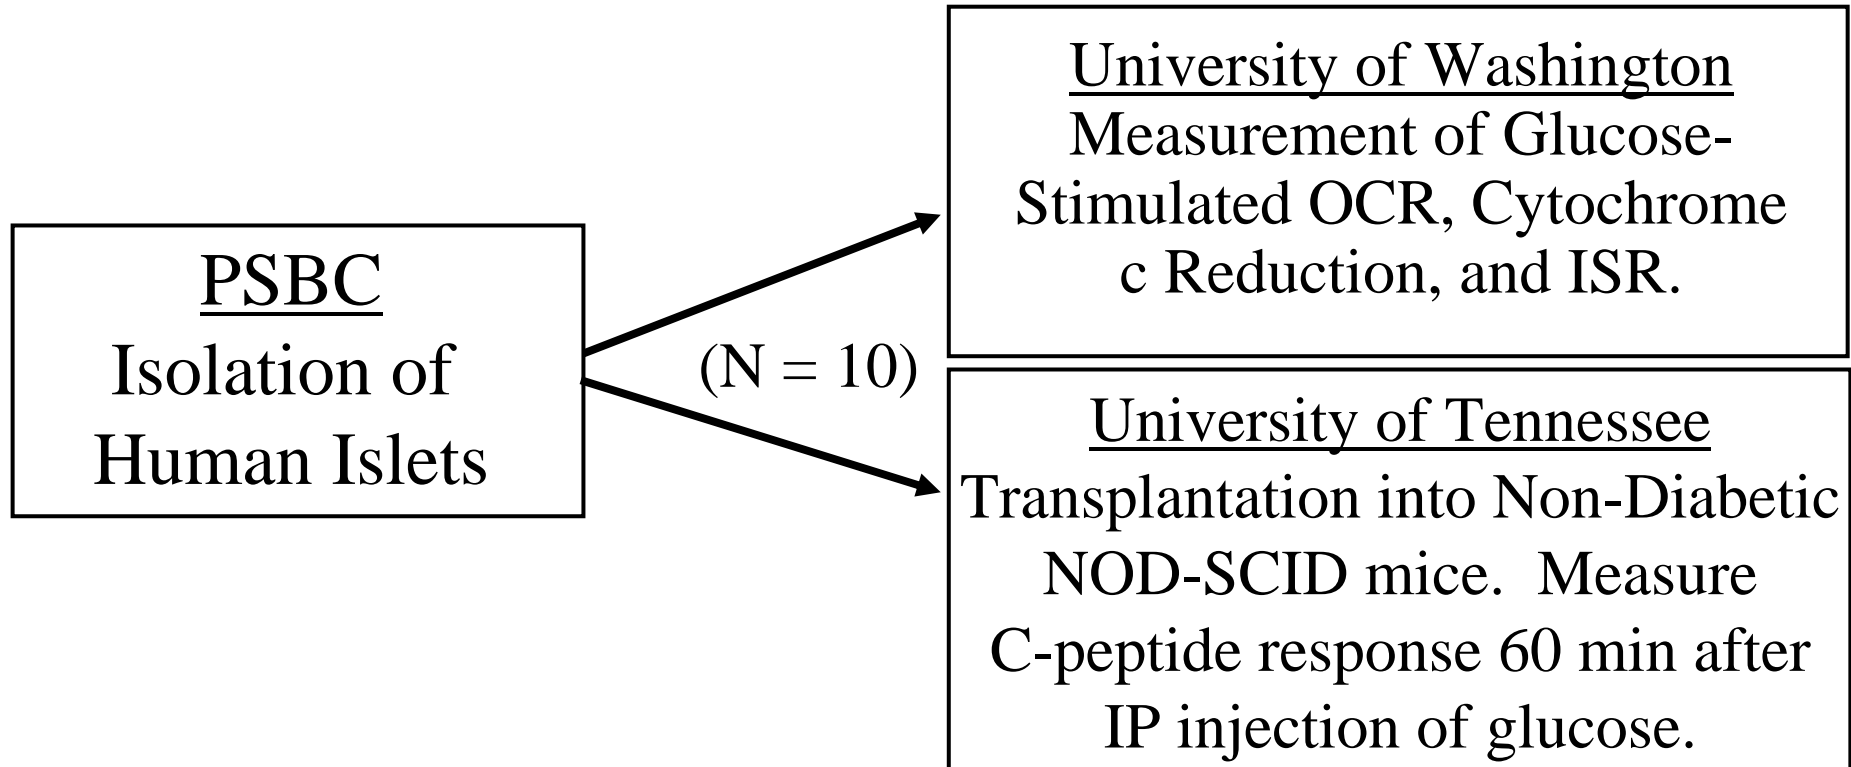 PSBC
Isolation of
Human Islets
(N = 10)
University of Washington
Measurement of Glucose-
Stimulated OCR, Cytochrome
c Reduction, and ISR.
University of Tennessee
Transplantation into Non-Diabetic
NOD-SCID mice.  Measure
C-peptide response 60 min after
IP injection of glucose.